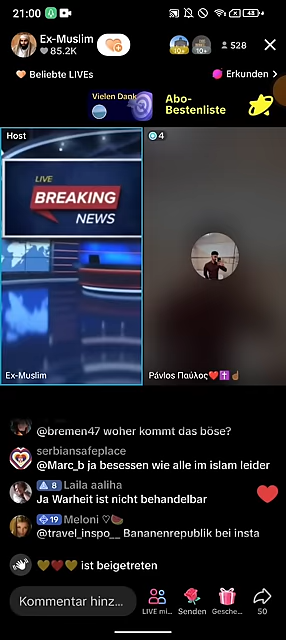 21:00
43
Ex-Muslim
85.2K
10+
10+
528
Beliebte LIVEs
Erkunden >
Vielen Dank
Abo-
Bestenliste
Host
4
LIVE
BREAKING
NEWS
Ex-Muslim
Pávlos Παύλος❤️✝️☝🏾
@bremen47 woher kommt das böse?
serbiansafeplace
@Marc_b ja besessen wie alle im islam leider
8 Laila aaliha
Ja Warheit ist nicht behandelbar
19 Meloni ♡🍉
@travel_inspo__ Bananenrepublik bei insta
ist beigetreten
Kommentar hinz...
LIVE mi...
Senden
Gesche...
50